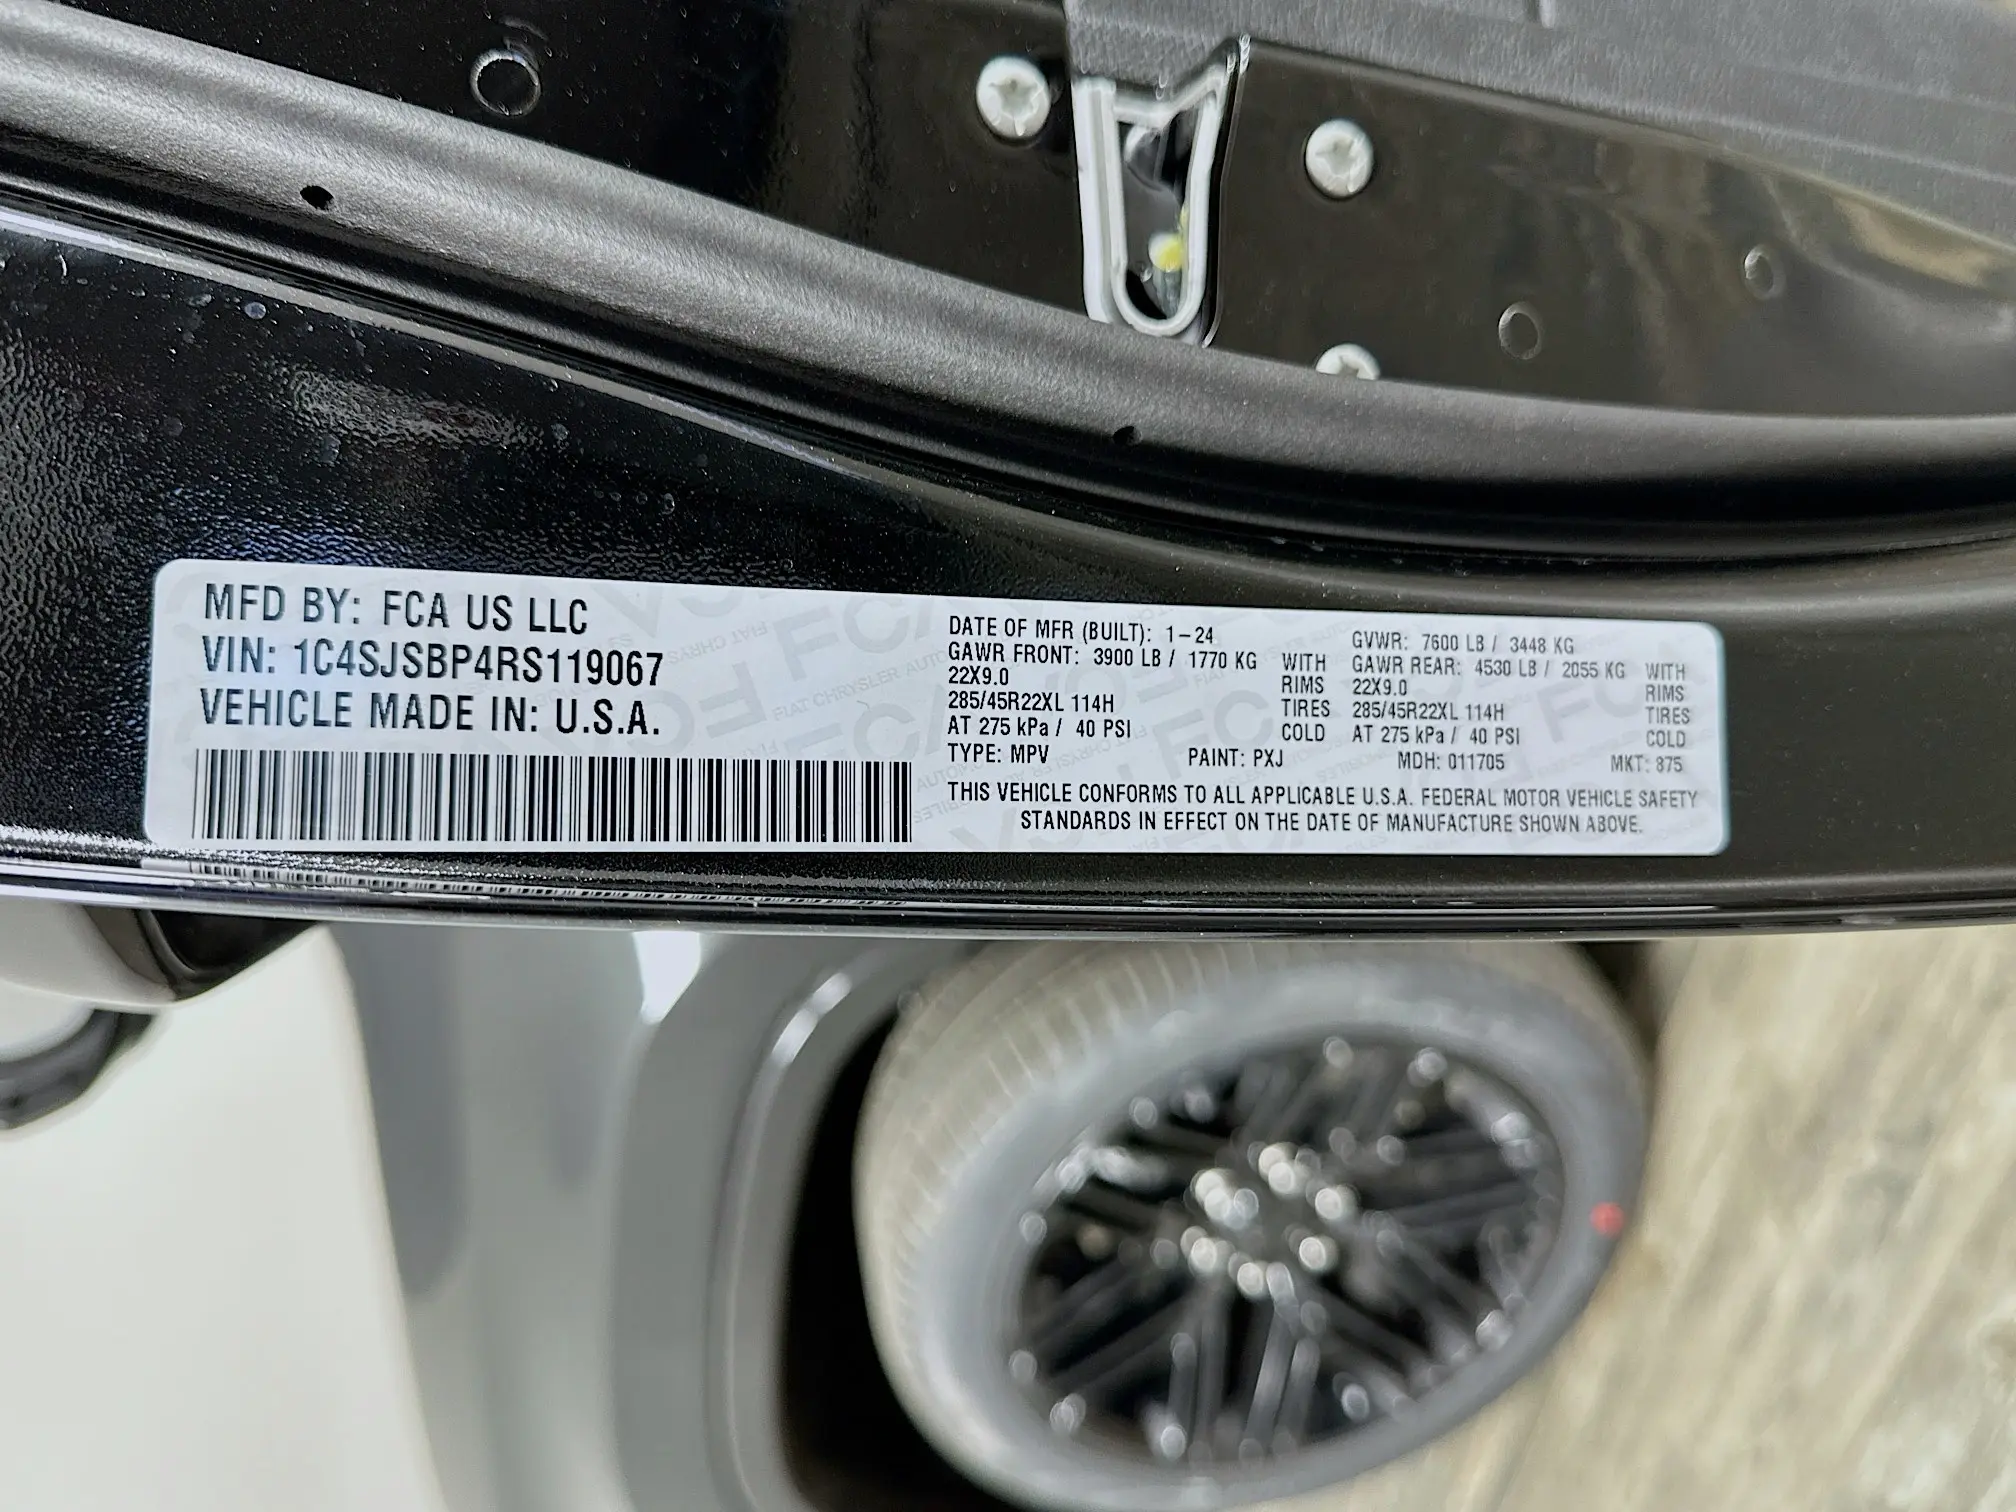 MFD BY: FCA US LLC
VIN: 1C4SJSBP4RS119067
VEHICLE MADE IN: U.S.A.
DATE OF MFR (BUILT): 1-24 GVWR: 7600 LB / 3448 KG
GAWR FRONT: 3900 LB / 1770 KG WITH GAWR REAR: 4530 LB / 2055 KG WITH
22X9.0 RIMS 22X9.0 RIMS
285/45R22XL 114H TIRES 285/45R22XL 114H TIRES
AT 275 kPa / 40 PSI COLD AT 275 kPa / 40 PSI COLD
TYPE: MPV PAINT: PXJ MDH: 011705 MKT: 875
THIS VEHICLE CONFORMS TO ALL APPLICABLE U.S.A. FEDERAL MOTOR VEHICLE SAFETY
STANDARDS IN EFFECT ON THE DATE OF MANUFACTURE SHOWN ABOVE.